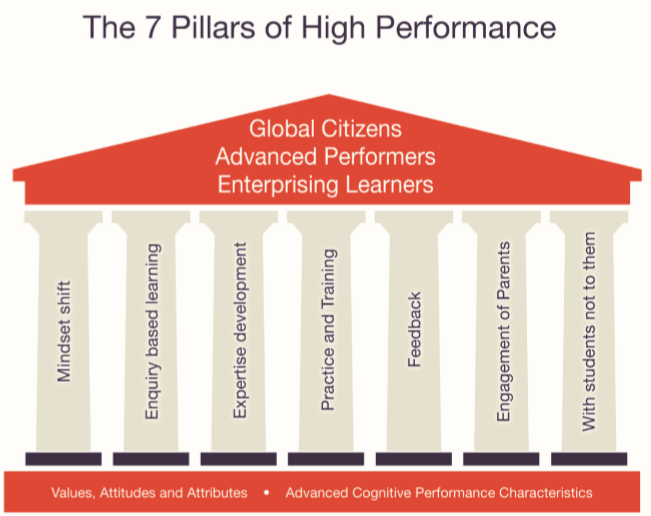 The 7 Pillars of High Performance
Global Citizens
Advanced Performers
Enterprising Learners
Mindset shift
Enquiry based learning
Expertise development
Practice and Training
Feedback
Engagement of Parents
With students not to them
Values, Attitudes and Attributes • Advanced Cognitive Performance Characteristics